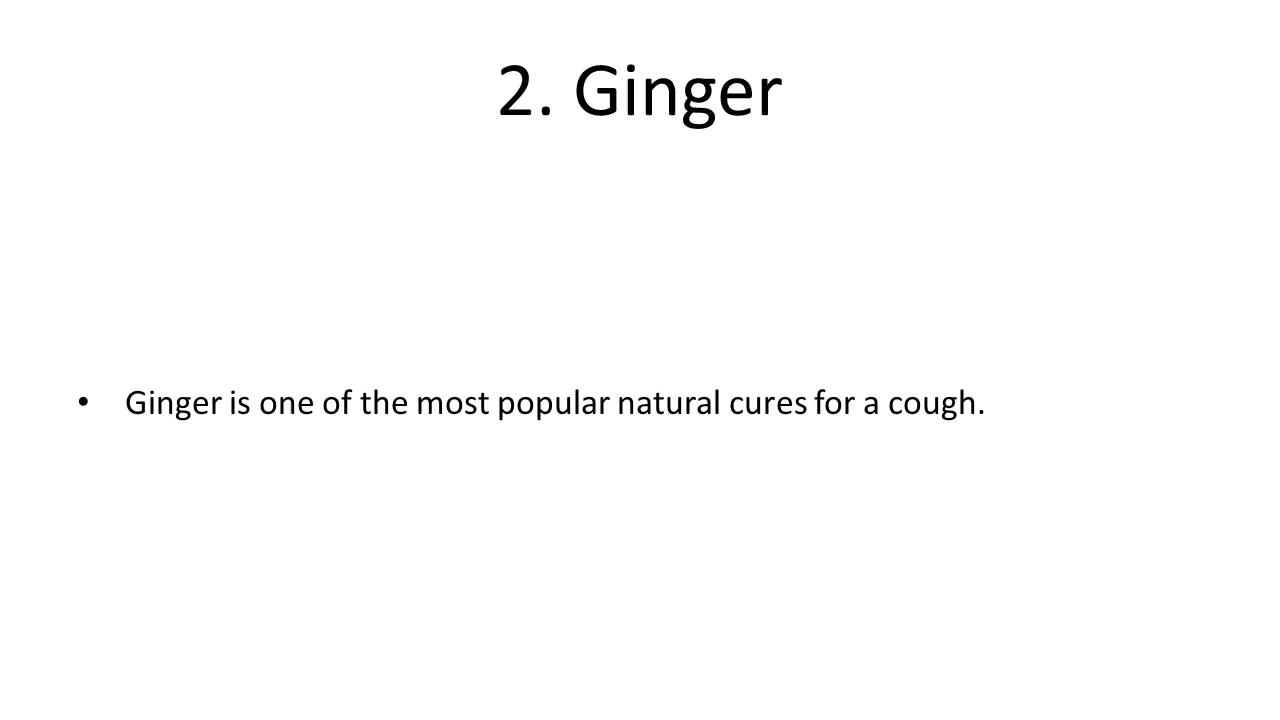 2. Ginger
• Ginger is one of the most popular natural cures for a cough.